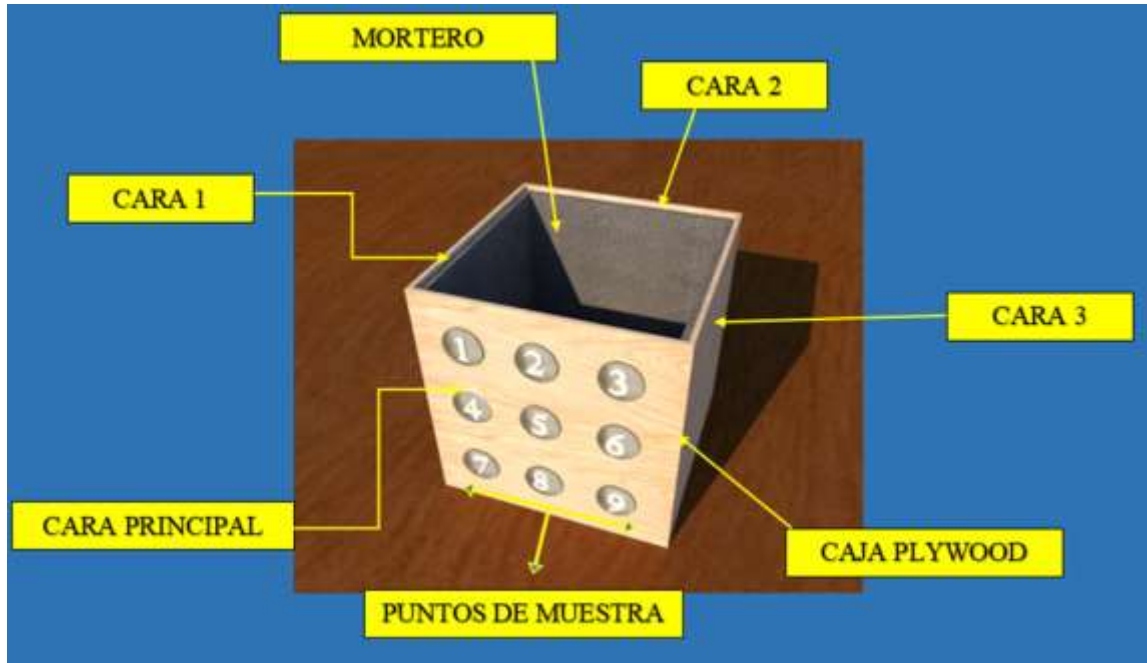 MORTERO
CARA 2
CARA 1
CARA 3
1 2 3
4 5 6
7 8 9
CARA PRINCIPAL
CAJA PLYWOOD
PUNTOS DE MUESTRA